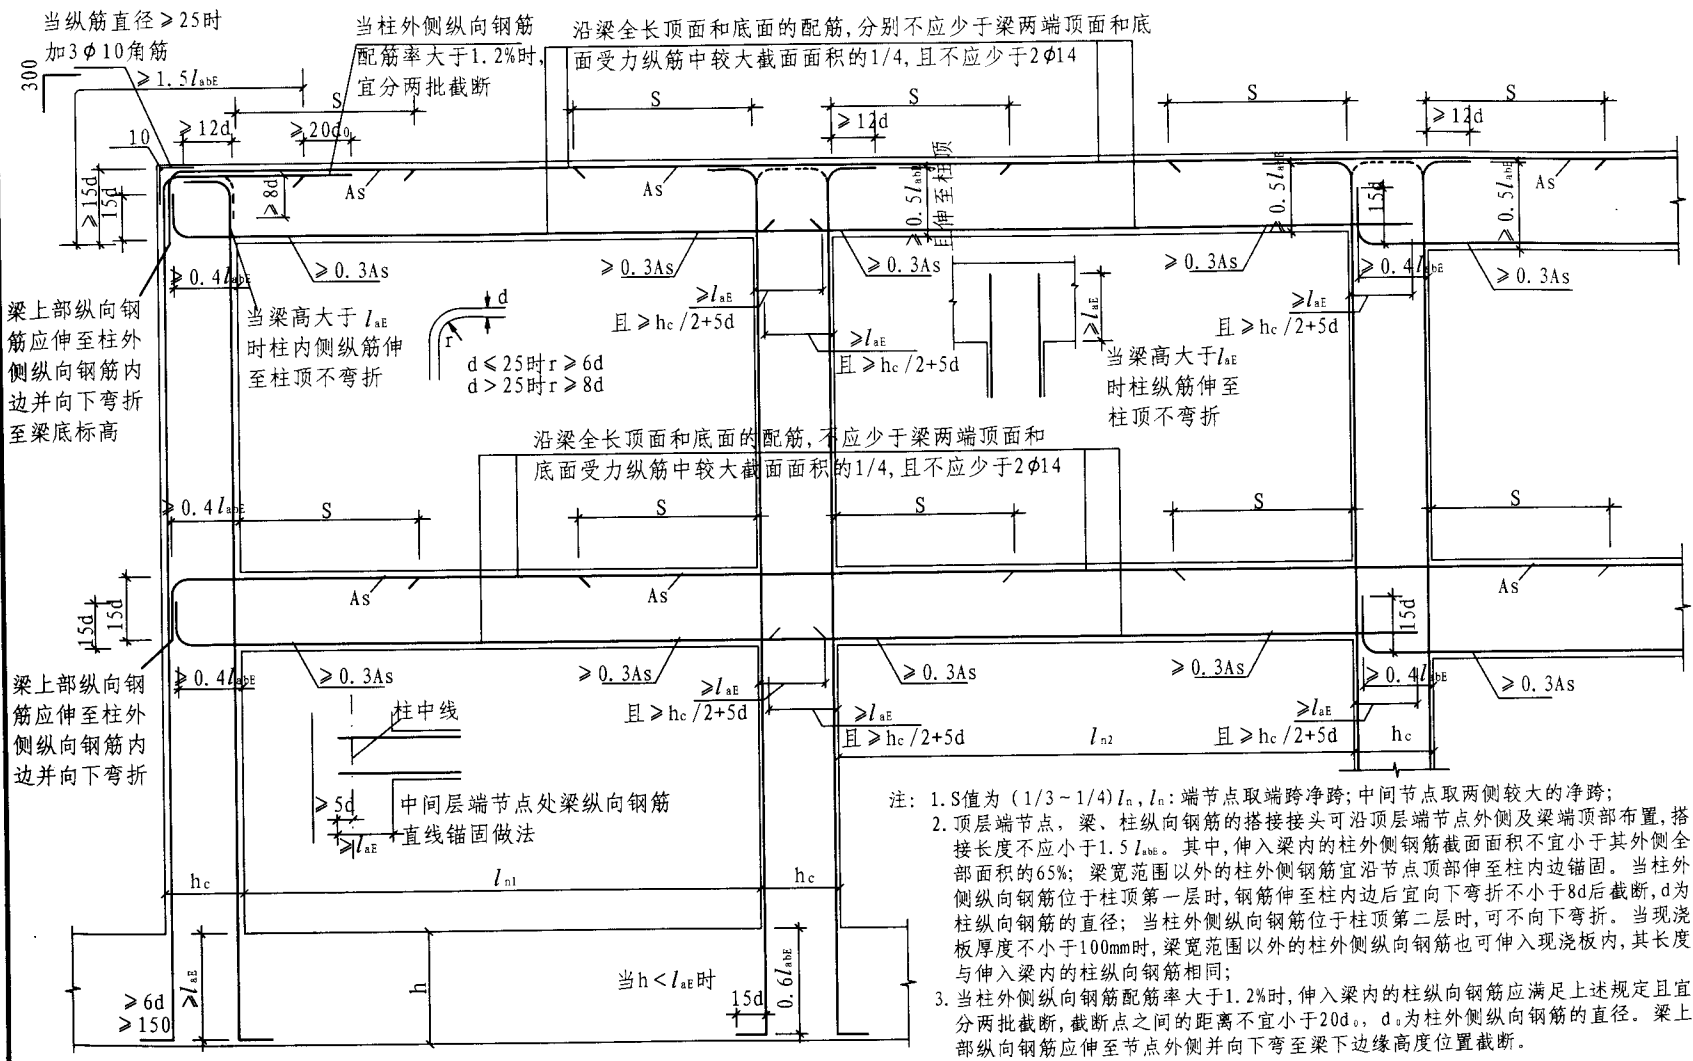 当纵筋直径≥25时
加3φ10角筋
当柱外侧纵向钢筋
配筋率大于1.2%时,
宜分两批截断
沿梁全长顶面和底面的配筋,分别不应少于梁两端顶面和底
面受力纵筋中较大截面面积的1/4,且不应少于2φ14
300
≥1.5labE
S
S
S
S
S
10
≥12d
≥20d₀
≥12d
≥12d
≥15d
15d
≥8d
As
As
As
≥0.5labE
且伸至柱顶
≥0.5labE
15d
≥0.5labE
≥0.4labE
≥0.3As
≥0.3As
≥0.3As
≥0.3As
≥0.4labE
≥0.3As
梁上部纵向钢
筋应伸至柱外
侧纵向钢筋内
边并向下弯折
至梁底标高
当梁高大于laE
时柱内侧纵筋伸
至柱顶不弯折
d
r
d≤25时r≥6d
d>25时r≥8d
≥laE
且≥hc/2+5d
≥laE
且≥hc/2+5d
≥laE
当梁高大于laE
时柱纵筋伸至
柱顶不弯折
≥laE
且≥hc/2+5d
沿梁全长顶面和底面的配筋,不应少于梁两端顶面和
底面受力纵筋中较大截面面积的1/4,且不应少于2φ14
≥0.4labE
S
S
S
S
S
As
As
As
15d
15d
15d
≥0.4labE
≥0.3As
≥0.3As
≥0.3As
≥0.3As
≥0.4labE
≥0.3As
梁上部纵向钢
筋应伸至柱外
侧纵向钢筋内
边并向下弯折
≥laE
且≥hc/2+5d
≥laE
且≥hc/2+5d
ln2
≥laE
且≥hc/2+5d
hc
柱中线
≥5d
≥laE
中间层端节点处梁纵向钢筋
直线锚固做法
hc
ln1
hc
≥6d
≥150
≥laE
h
当h<laE时
15d
0.6labE
注: 1.S值为(1/3~1/4)ln,ln:端节点取端跨净跨;中间节点取两侧较大的净跨;
2.顶层端节点, 梁、柱纵向钢筋的搭接接头可沿顶层端节点外侧及梁端顶部布置,搭
接长度不应小于1.5labE。其中,伸入梁内的柱外侧钢筋截面面积不宜小于其外侧全
部面积的65%; 梁宽范围以外的柱外侧钢筋宜沿节点顶部伸至柱内边锚固。当柱外
侧纵向钢筋位于柱顶第一层时,钢筋伸至柱内边后宜向下弯折不小于8d后截断,d为
柱纵向钢筋的直径; 当柱外侧纵向钢筋位于柱顶第二层时,可不向下弯折。当现浇
板厚度不小于100mm时,梁宽范围以外的柱外侧纵向钢筋也可伸入现浇板内,其长度
与伸入梁内的柱纵向钢筋相同;
3.当柱外侧纵向钢筋配筋率大于1.2%时,伸入梁内的柱纵向钢筋应满足上述规定且宜
分两批截断,截断点之间的距离不宜小于20d₀, d₀为柱外侧纵向钢筋的直径。梁上
部纵向钢筋应伸至节点外侧并向下弯至梁下边缘高度位置截断。